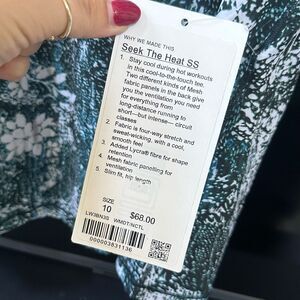 WHY WE MADE THIS
Seek The Heat SS
1. Stay cool during hot workouts
in this cool-to-the-touch tee.
Two different kinds of Mesh
fabric panels in the back give
you the ventilation you need
for everything from
long-distance running to
short—but intense— circuit
classes
2. Fabric is four-way stretch and
sweat-wicking, with a cool,
smooth feel
3. Added Lycra® fibre for shape
retention
4. Mesh fabric panelling for
ventilation
5. Slim fit, hip length
SIZE
10
$68.00
LW3BN3S WMDT/NCTL
000003831136